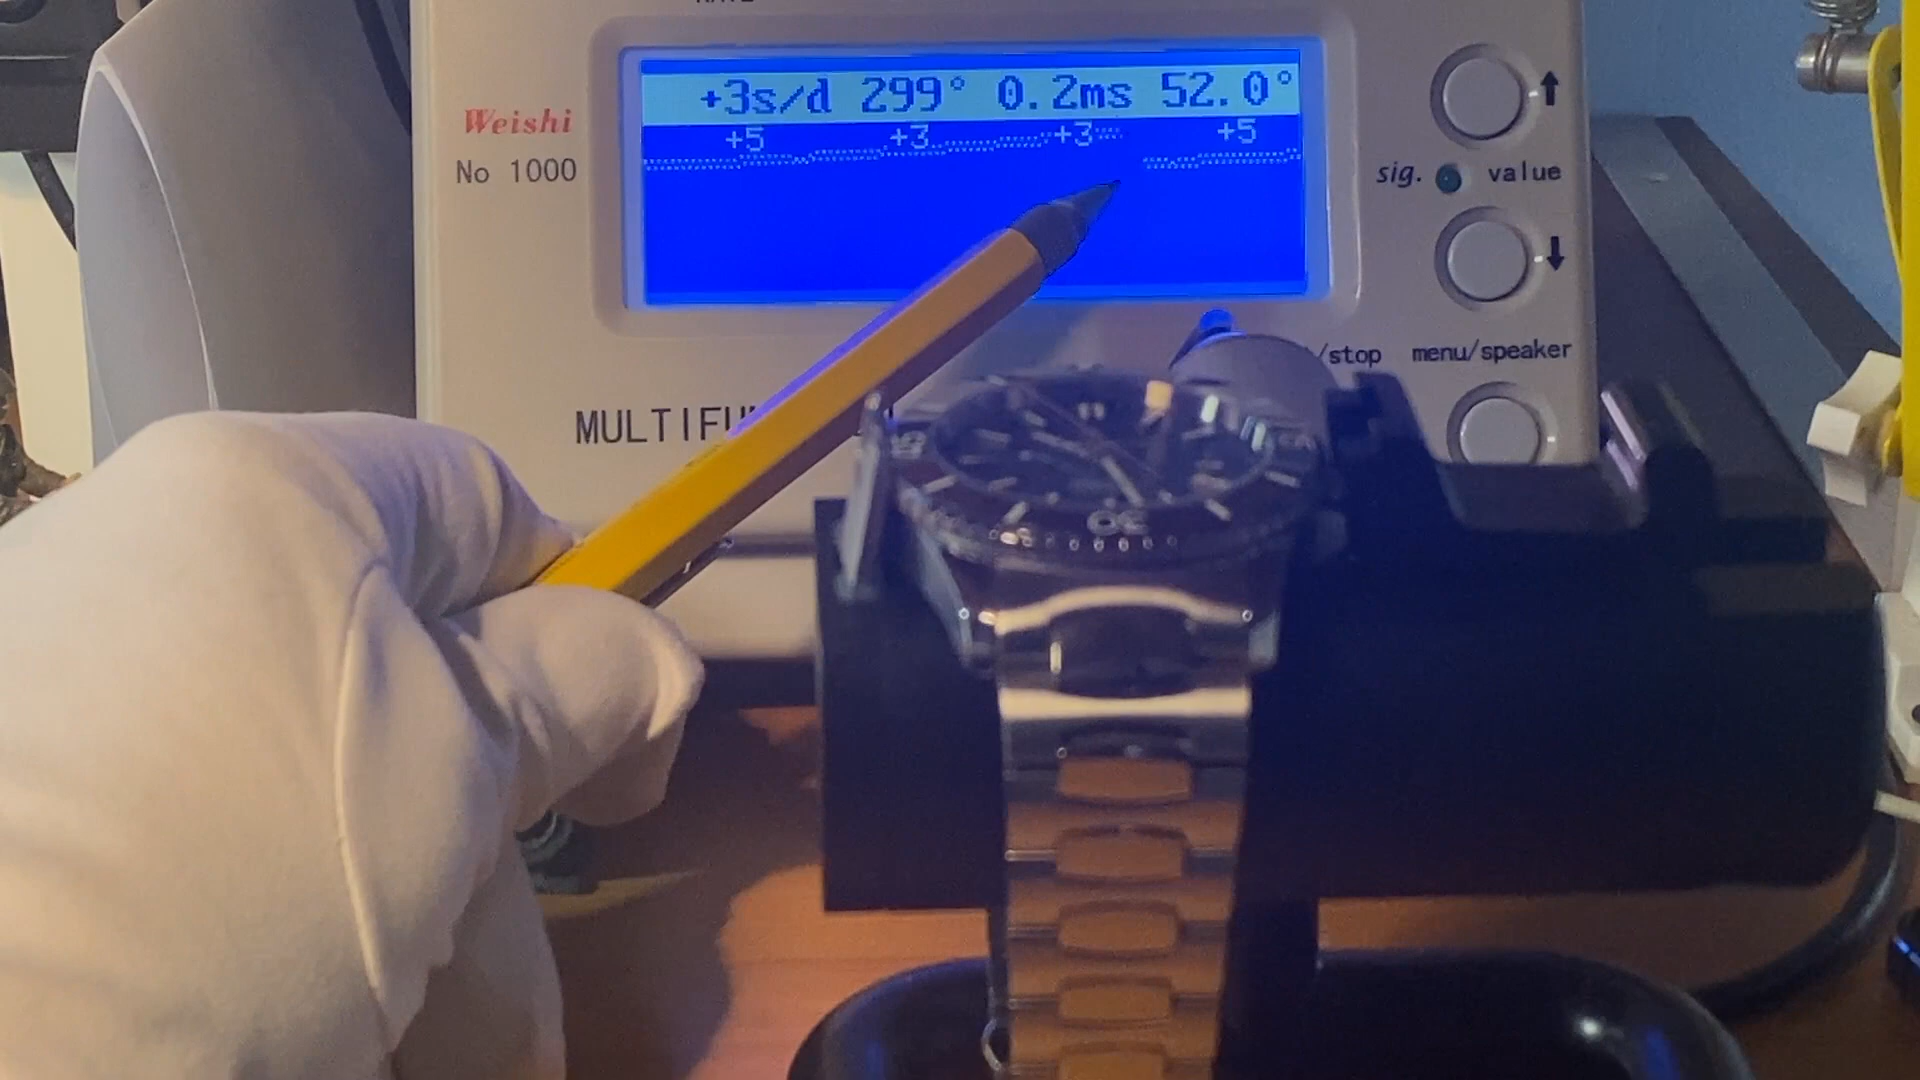 +3s/d 299° 0.2ms 52.0°
+5 +3 +3 +5
Weishi
No 1000
sig. value
/stop menu/speaker
MULTIFU